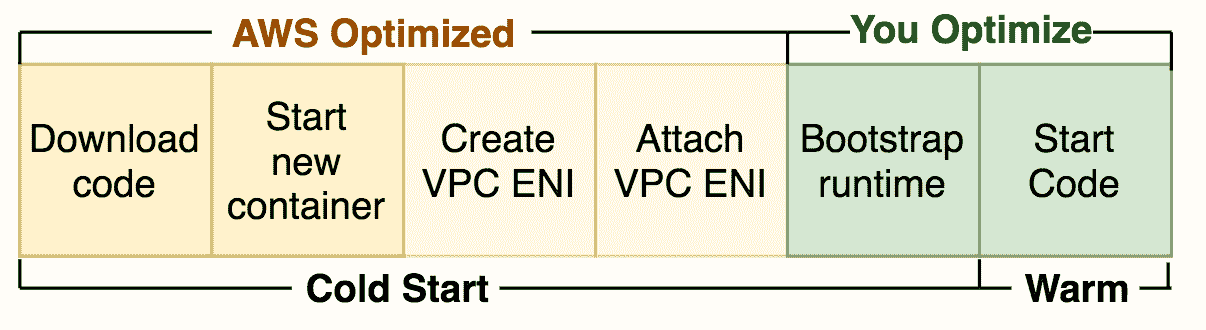 AWS Optimized
You Optimize
Download
code
Start
new
container
Create
VPC ENI
Attach
VPC ENI
Bootstrap
runtime
Start
Code
Cold Start
Warm